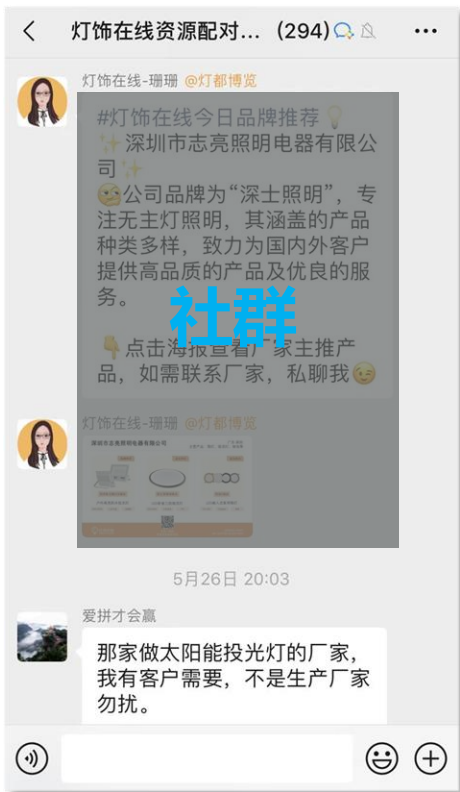 灯饰在线资源配对... (294)
灯饰在线-珊珊 @灯都博览
#灯饰在线今日品牌推荐💡
✨深圳市志亮照明电器有限公
司✨
🤔公司品牌为“深士照明”，专
注无主灯照明，其涵盖的产品
种类多样，致力为国内外客户
提供高品质的产品及优良的服
务。
社群
👇点击海报查看厂家主推产
品，如需联系厂家，私聊我😉
灯饰在线-珊珊 @灯都博览
深圳市志亮照明电器有限公司
5月26日 20:03
爱拼才会赢
那家做太阳能投光灯的厂家，
我有客户需要，不是生产厂家
勿扰。